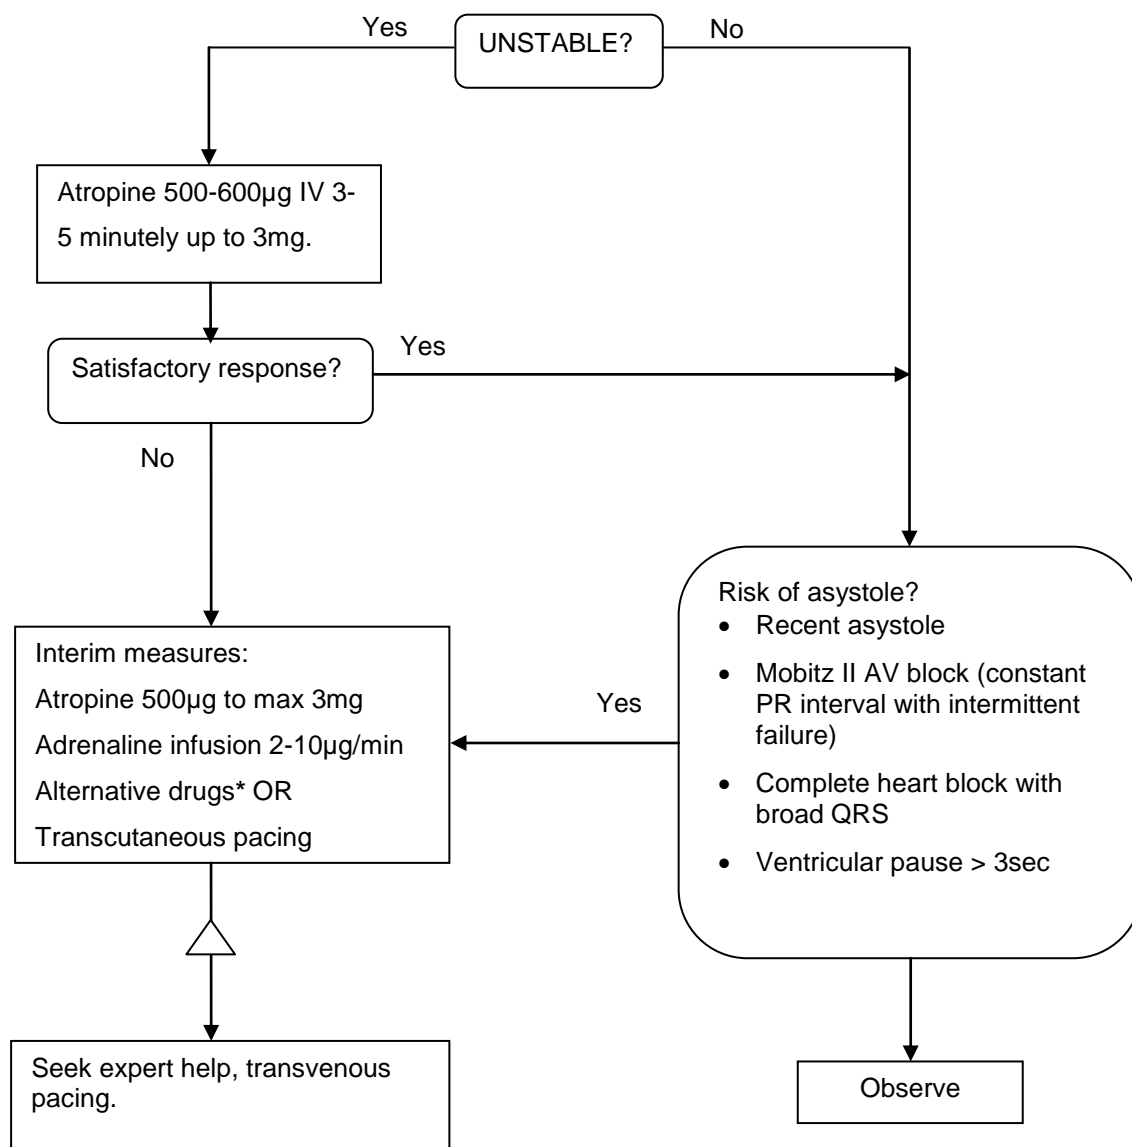 Yes
UNSTABLE?
No
Atropine 500-600µg IV 3-
5 minutely up to 3mg.
Satisfactory response?
Yes
No
Risk of asystole?
• Recent asystole
• Mobitz II AV block (constant
PR interval with intermittent
failure)
• Complete heart block with
broad QRS
• Ventricular pause > 3sec
Yes
Interim measures:
Atropine 500µg to max 3mg
Adrenaline infusion 2-10µg/min
Alternative drugs* OR
Transcutaneous pacing
Seek expert help, transvenous
pacing.
Observe